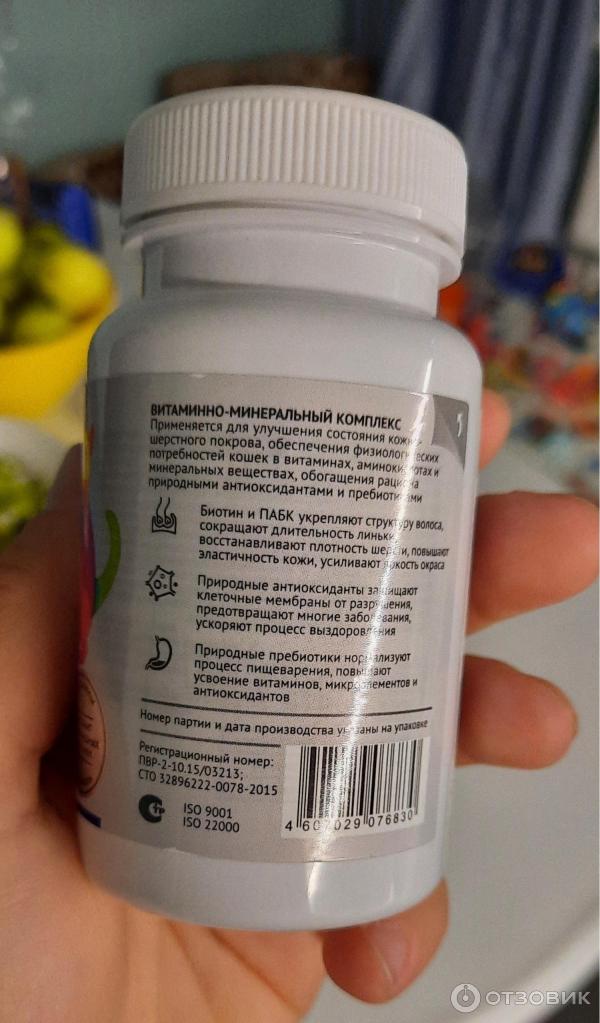 ВИТАМИННО-МИНЕРАЛЬНЫЙ КОМПЛЕКС
Применяется для улучшения состояния кожи,
шерстного покрова, обеспечения физиологических
потребностей кошек в витаминах, аминокислотах и
минеральных веществах, обогащения рациона
природными антиоксидантами и пребиотиками
Биотин и ПАБК укрепляют структуру волоса,
сокращают длительность линьки,
восстанавливают плотность шерсти, повышают
эластичность кожи, усиливают яркость окраса
Природные антиоксиданты защищают
клеточные мембраны от разрушения,
предотвращают многие заболевания,
ускоряют процесс выздоровления
Природные пребиотики нормализуют
процесс пищеварения, повышают
усвоение витаминов, микроэлементов и
антиоксидантов
Номер партии и дата производства указаны на упаковке
Регистрационный номер:
ПВР-2-10.15/03213;
СТО 32896222-0078-2015
ISO 9001
ISO 22000
4 607029 076830
ОТЗОВИК